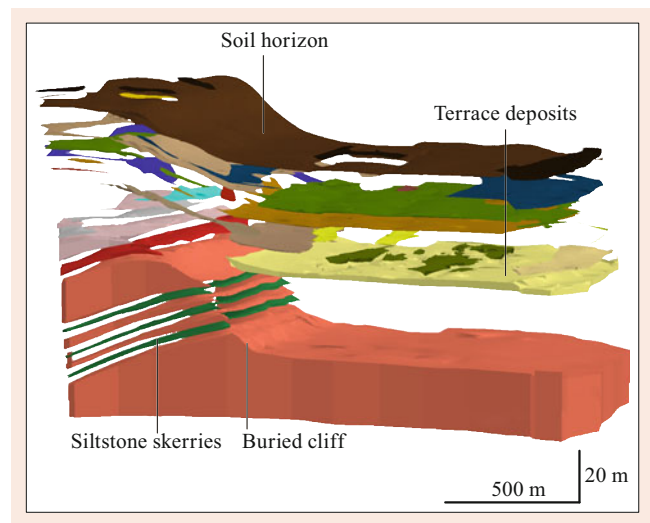 Soil horizon
Terrace deposits
Siltstone skerries
Buried cliff
500 m
20 m